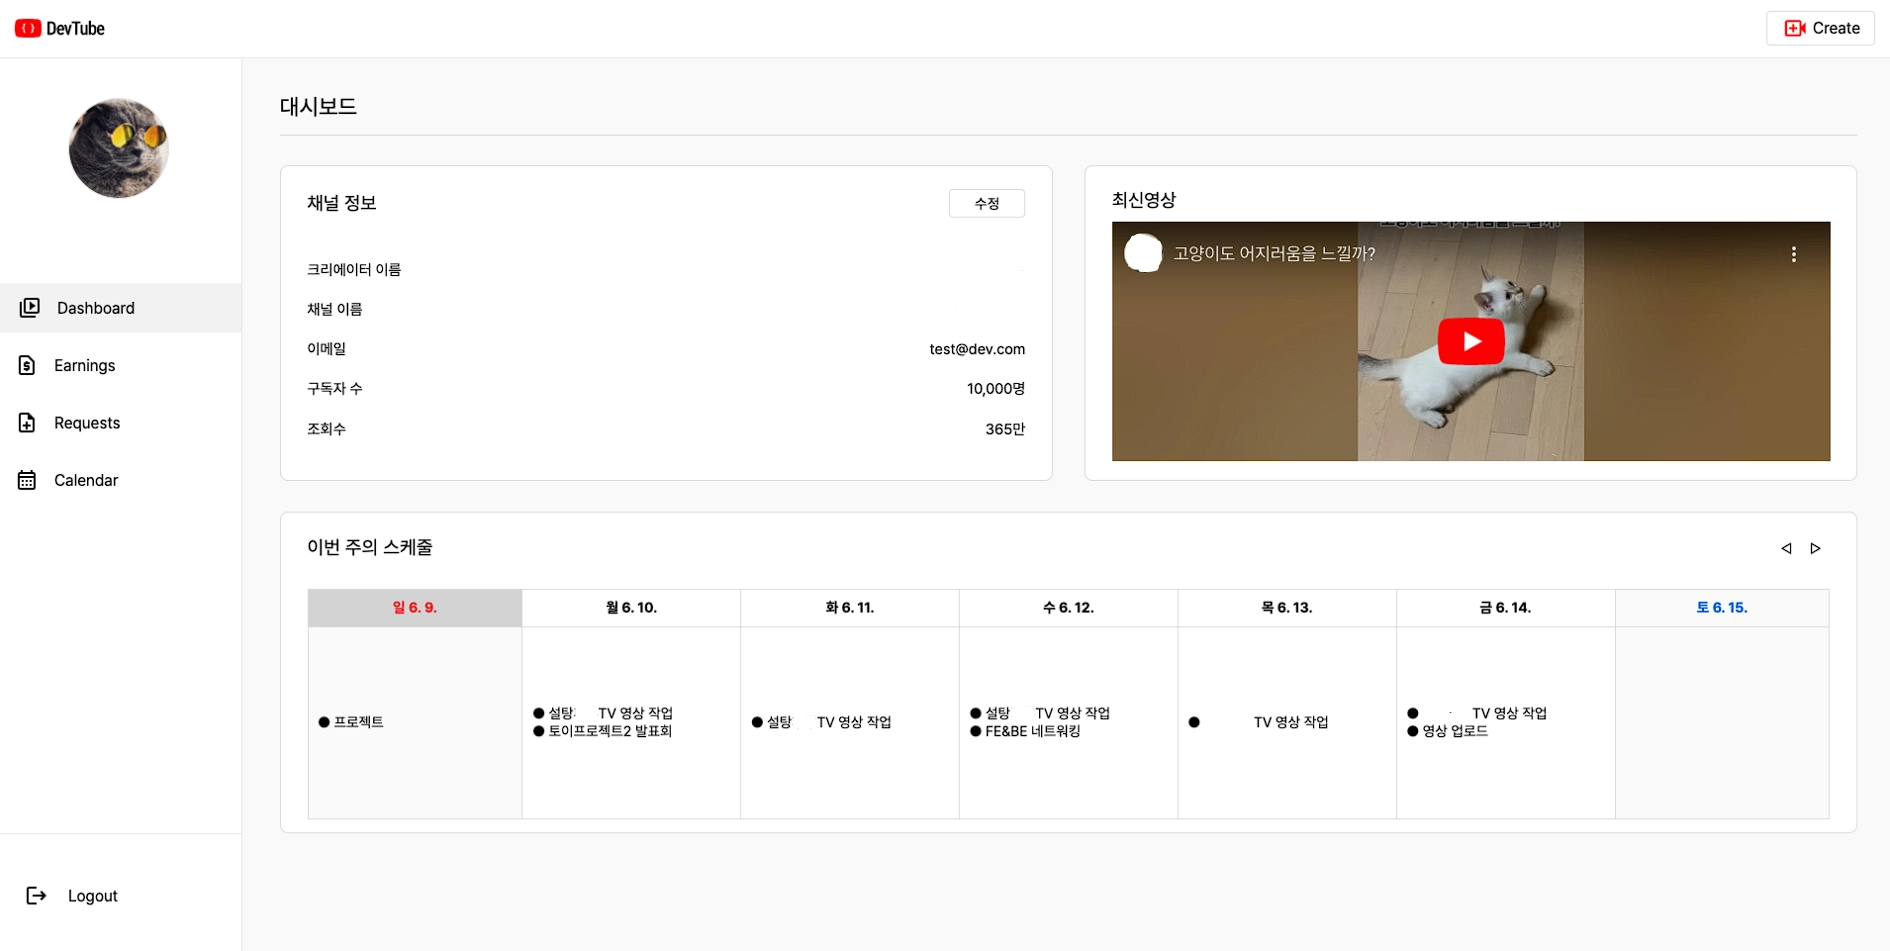 DevTube
Create
대시보드
채널 정보
수정
크리에이터 이름
채널 이름
이메일
test@dev.com
구독자 수
10,000명
조회수
365만
최신영상
고양이도 어지러움을 느낄까?
Dashboard
Earnings
Requests
Calendar
이번 주의 스케줄
일 6. 9.
월 6. 10.
화 6. 11.
수 6. 12.
목 6. 13.
금 6. 14.
토 6. 15.
프로젝트
설탕 TV 영상 작업
토이프로젝트2 발표회
설탕 TV 영상 작업
설탕 TV 영상 작업
FE&BE 네트워킹
TV 영상 작업
TV 영상 작업
영상 업로드
Logout